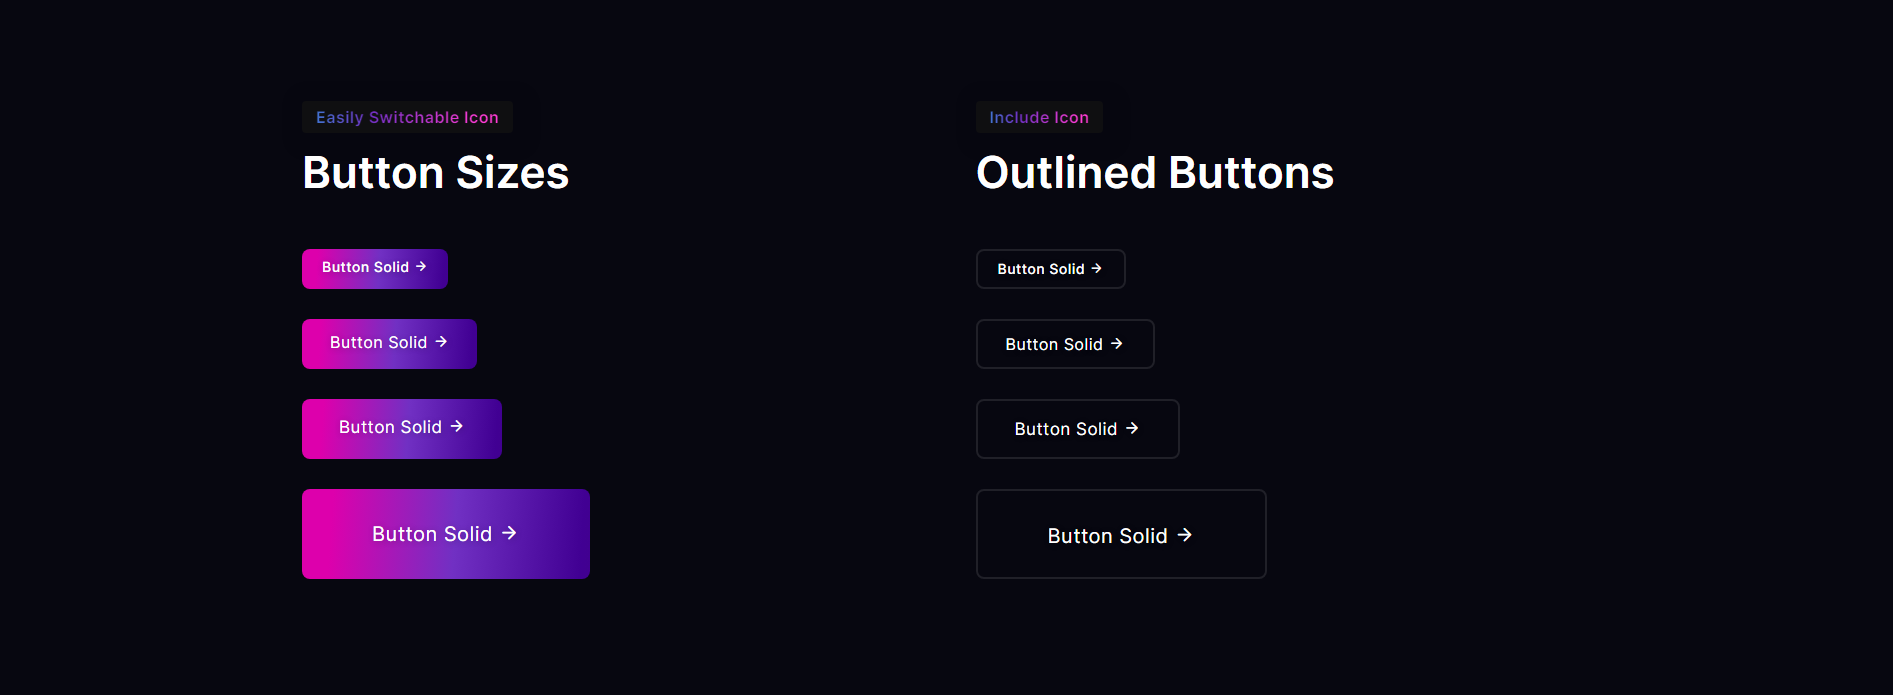 Easily Switchable Icon
Button Sizes
Button Solid →
Button Solid →
Button Solid →
Button Solid →
Include Icon
Outlined Buttons
Button Solid →
Button Solid →
Button Solid →
Button Solid →